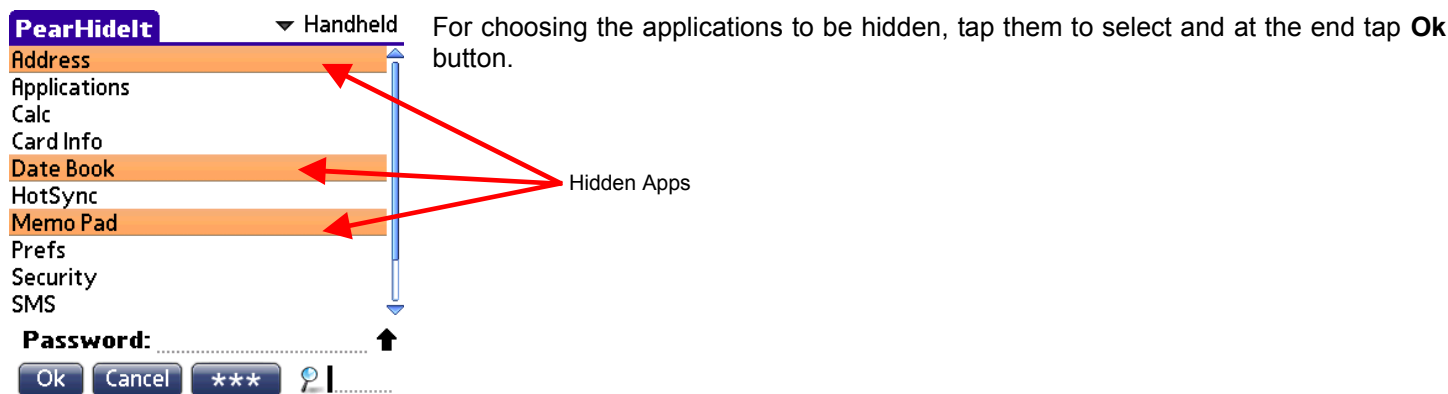 PearHideIt
Handheld
Address
Applications
Calc
Card Info
Date Book
HotSync
Memo Pad
Prefs
Security
SMS
Password:
Ok Cancel ***
For choosing the applications to be hidden, tap them to select and at the end tap Ok
button.
Hidden Apps